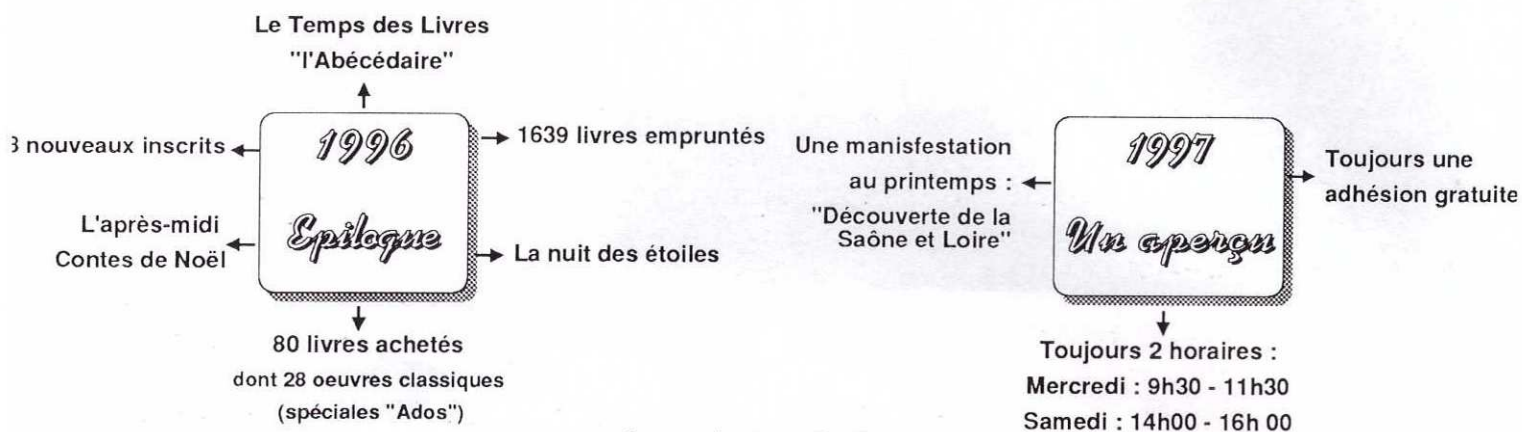 Le Temps des Livres
"l'Abécédaire"
nouveaux inscrits
1996
Epilogue
1639 livres empruntés
L'après-midi
Contes de Noël
La nuit des étoiles
80 livres achetés
dont 28 oeuvres classiques
(spéciales "Ados")
Une manisfestation
au printemps :
"Découverte de la
Saône et Loire"
1997
Un aperçu
Toujours une
adhésion gratuite
Toujours 2 horaires :
Mercredi : 9h30 - 11h30
Samedi : 14h00 - 16h 00